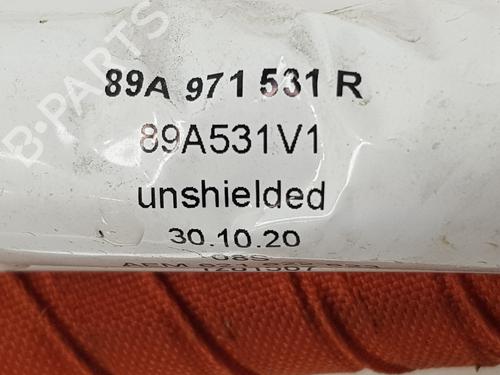 B-PARTS
89A 971 531 R
89A531V1
unshielded
30.10.20